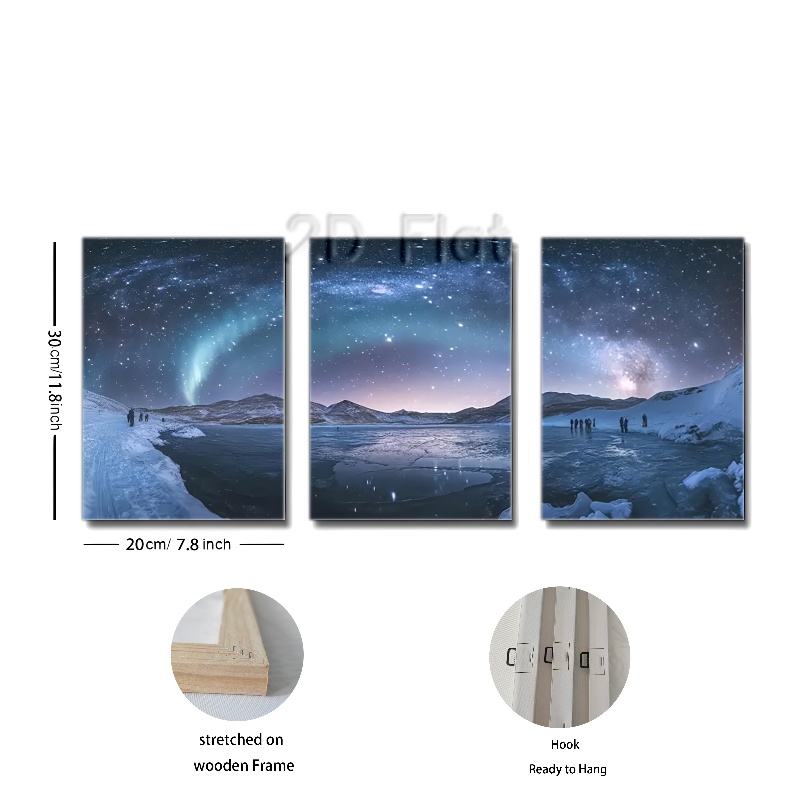 2D Flat
30cm/11.8inch
20cm/ 7.8 inch
stretched on
wooden Frame
Hook
Ready to Hang